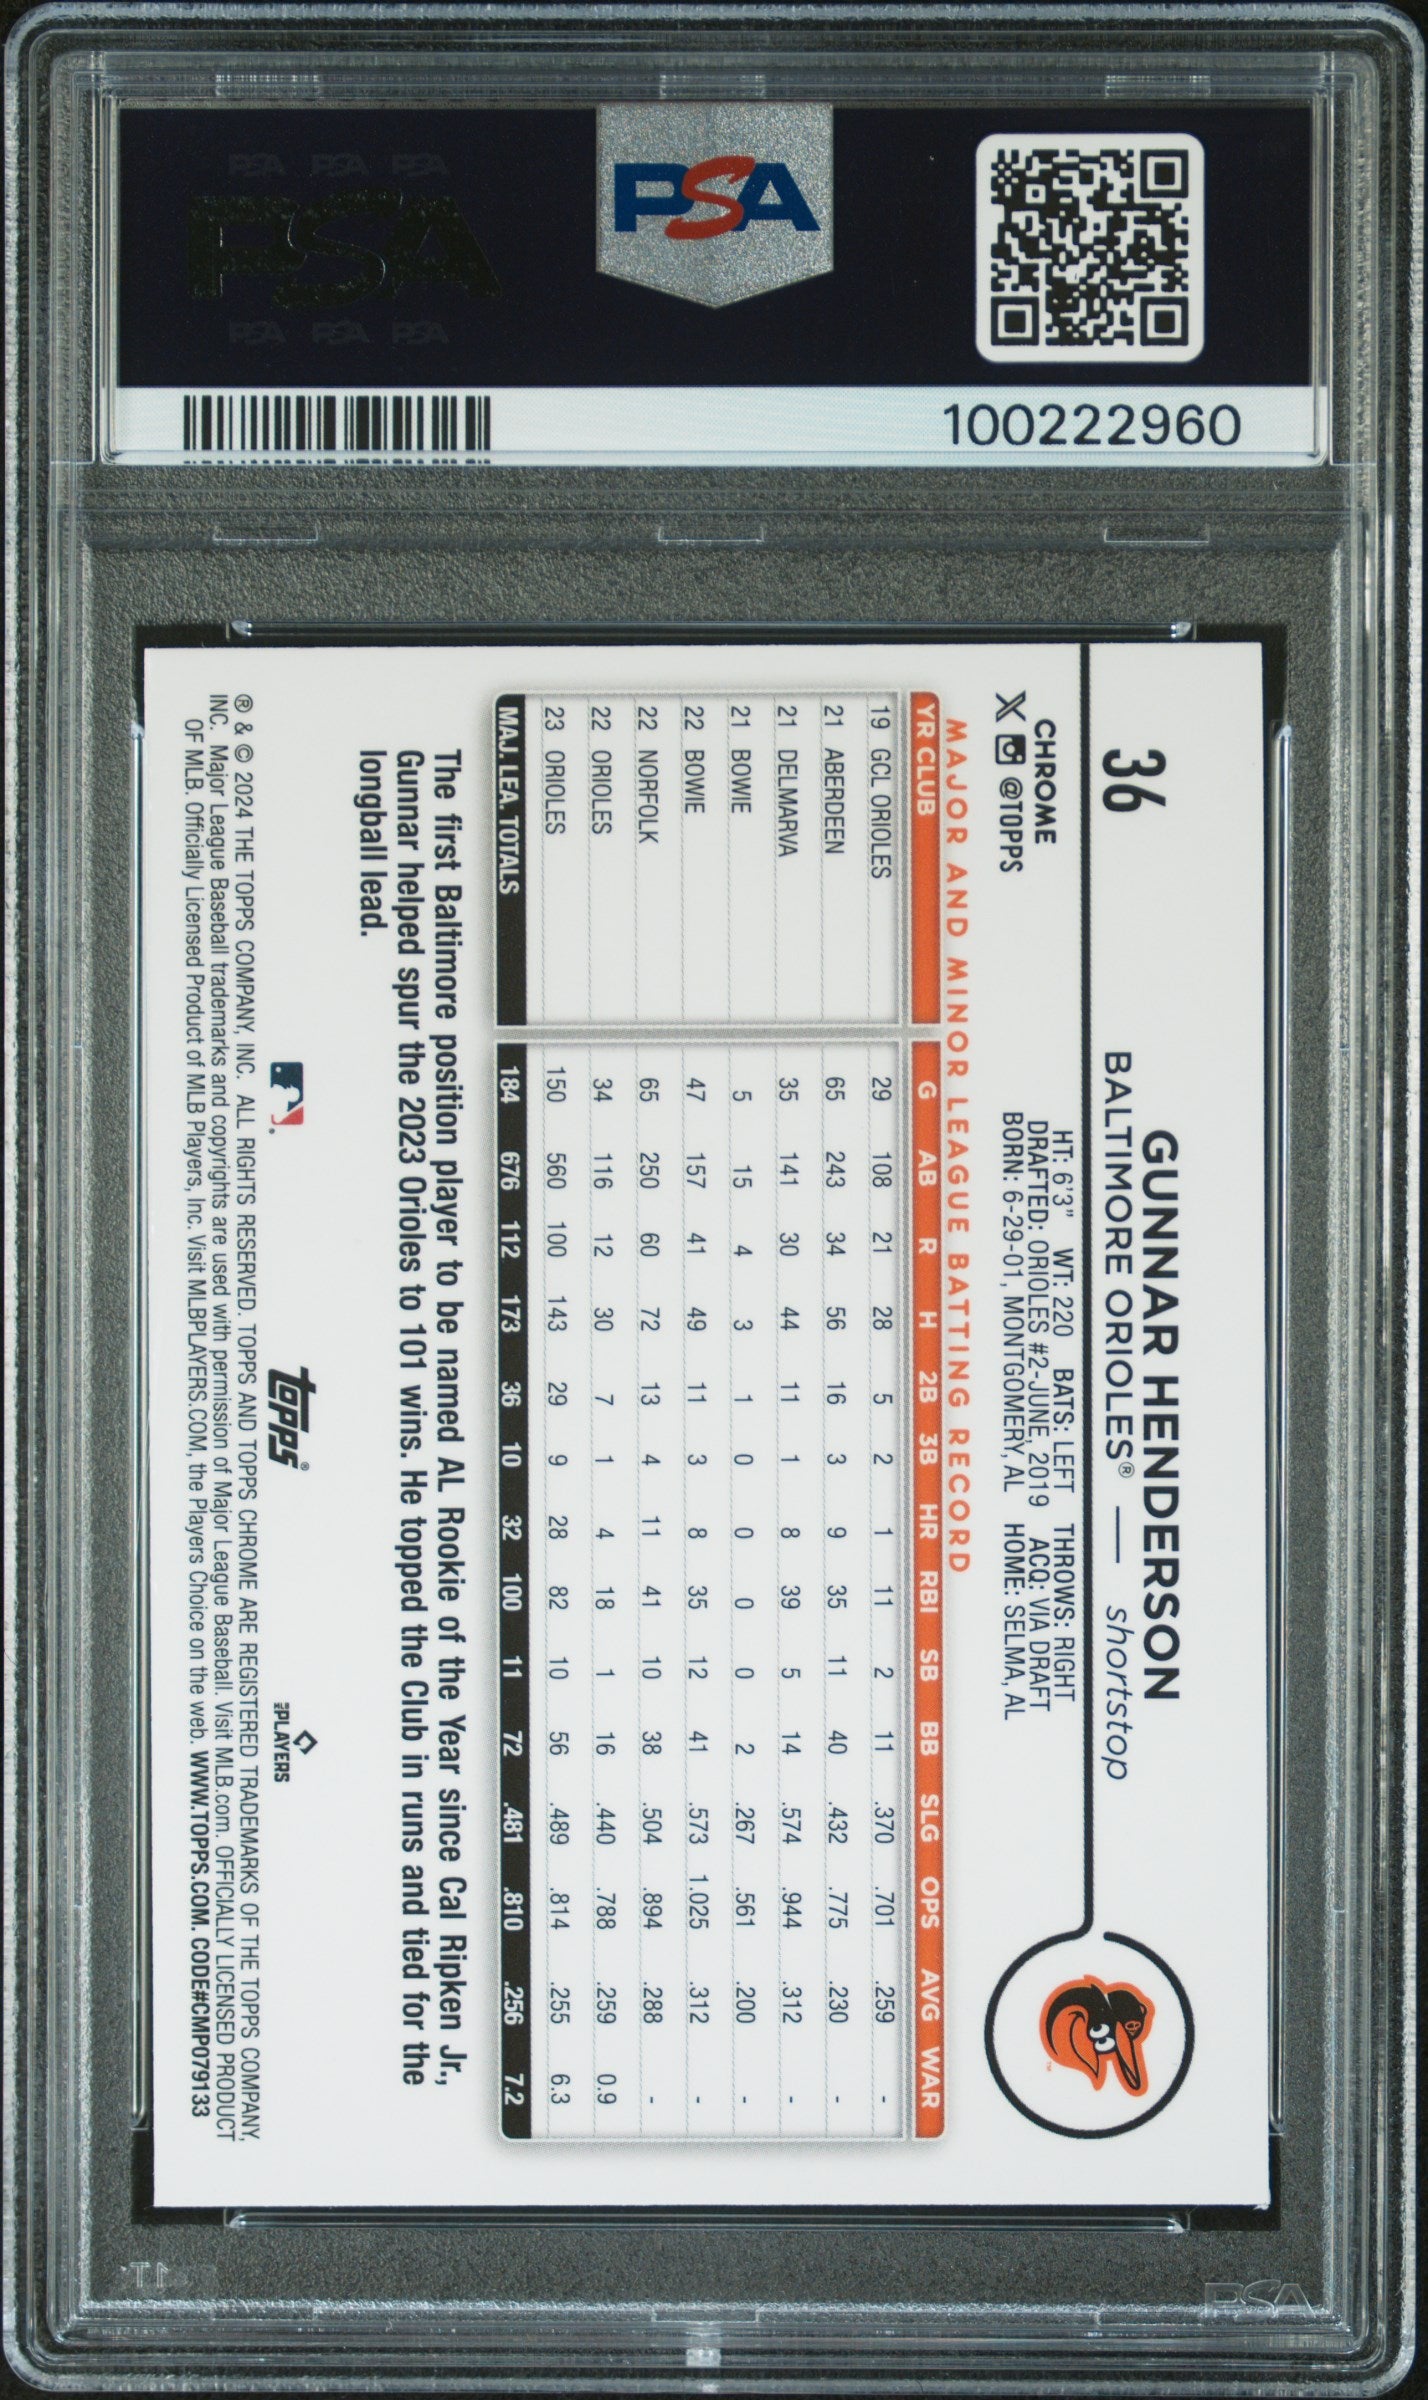 PSA PSA PSA
PSA
PSA PSA PSA
PSA
100222960
36
GUNNAR HENDERSON
BALTIMORE ORIOLES® — shortstop
CHROME
X @TOPPS
HT: 6'3" WT: 220 BATS: LEFT THROWS: RIGHT
DRAFTED: ORIOLES #2-JUNE, 2019 ACQ: VIA DRAFT
BORN: 6-29-01, MONTGOMERY, AL HOME: SELMA, AL
MAJOR AND MINOR LEAGUE BATTING RECORD
YR CLUB G AB R H 2B 3B HR RBI SB BB SLG OPS AVG WAR
19 GCL ORIOLES 29 108 21 28 5 2 1 11 2 11 .370 .701 .259 -
21 ABERDEEN 65 243 34 56 16 3 9 35 11 40 .432 .775 .230 -
21 DELMARVA 35 141 30 44 11 1 8 39 5 14 .574 .944 .312 -
21 BOWIE 5 15 4 3 1 0 0 0 0 2 .267 .561 .200 -
22 BOWIE 47 157 41 49 11 3 8 35 12 41 .573 1.025 .312 -
22 NORFOLK 65 250 60 72 13 4 11 41 10 38 .504 .894 .288 -
22 ORIOLES 34 116 12 30 7 1 4 18 1 16 .440 .788 .259 0.9
23 ORIOLES 150 560 100 143 29 9 28 82 10 56 .489 .814 .255 6.3
MAJ. LEA. TOTALS 184 676 112 173 36 10 32 100 11 72 .481 .810 .256 7.2
The first Baltimore position player to be named AL Rookie of the Year since Cal Ripken Jr.,
Gunnar helped spur the 2023 Orioles to 101 wins. He topped the Club in runs and tied for the
longball lead.
topps®
PLAYERS
® & © 2024 THE TOPPS COMPANY, INC. ALL RIGHTS RESERVED. TOPPS AND TOPPS CHROME ARE REGISTERED TRADEMARKS OF THE TOPPS COMPANY,
INC. Major League Baseball trademarks and copyrights are used with permission of Major League Baseball. Visit MLB.com. OFFICIALLY LICENSED PRODUCT
OF MLB. Officially Licensed Product of MLB Players, Inc. Visit MLBPLAYERS.COM, the Players Choice on the web. WWW.TOPPS.COM. CODE#CMP079133
PSA